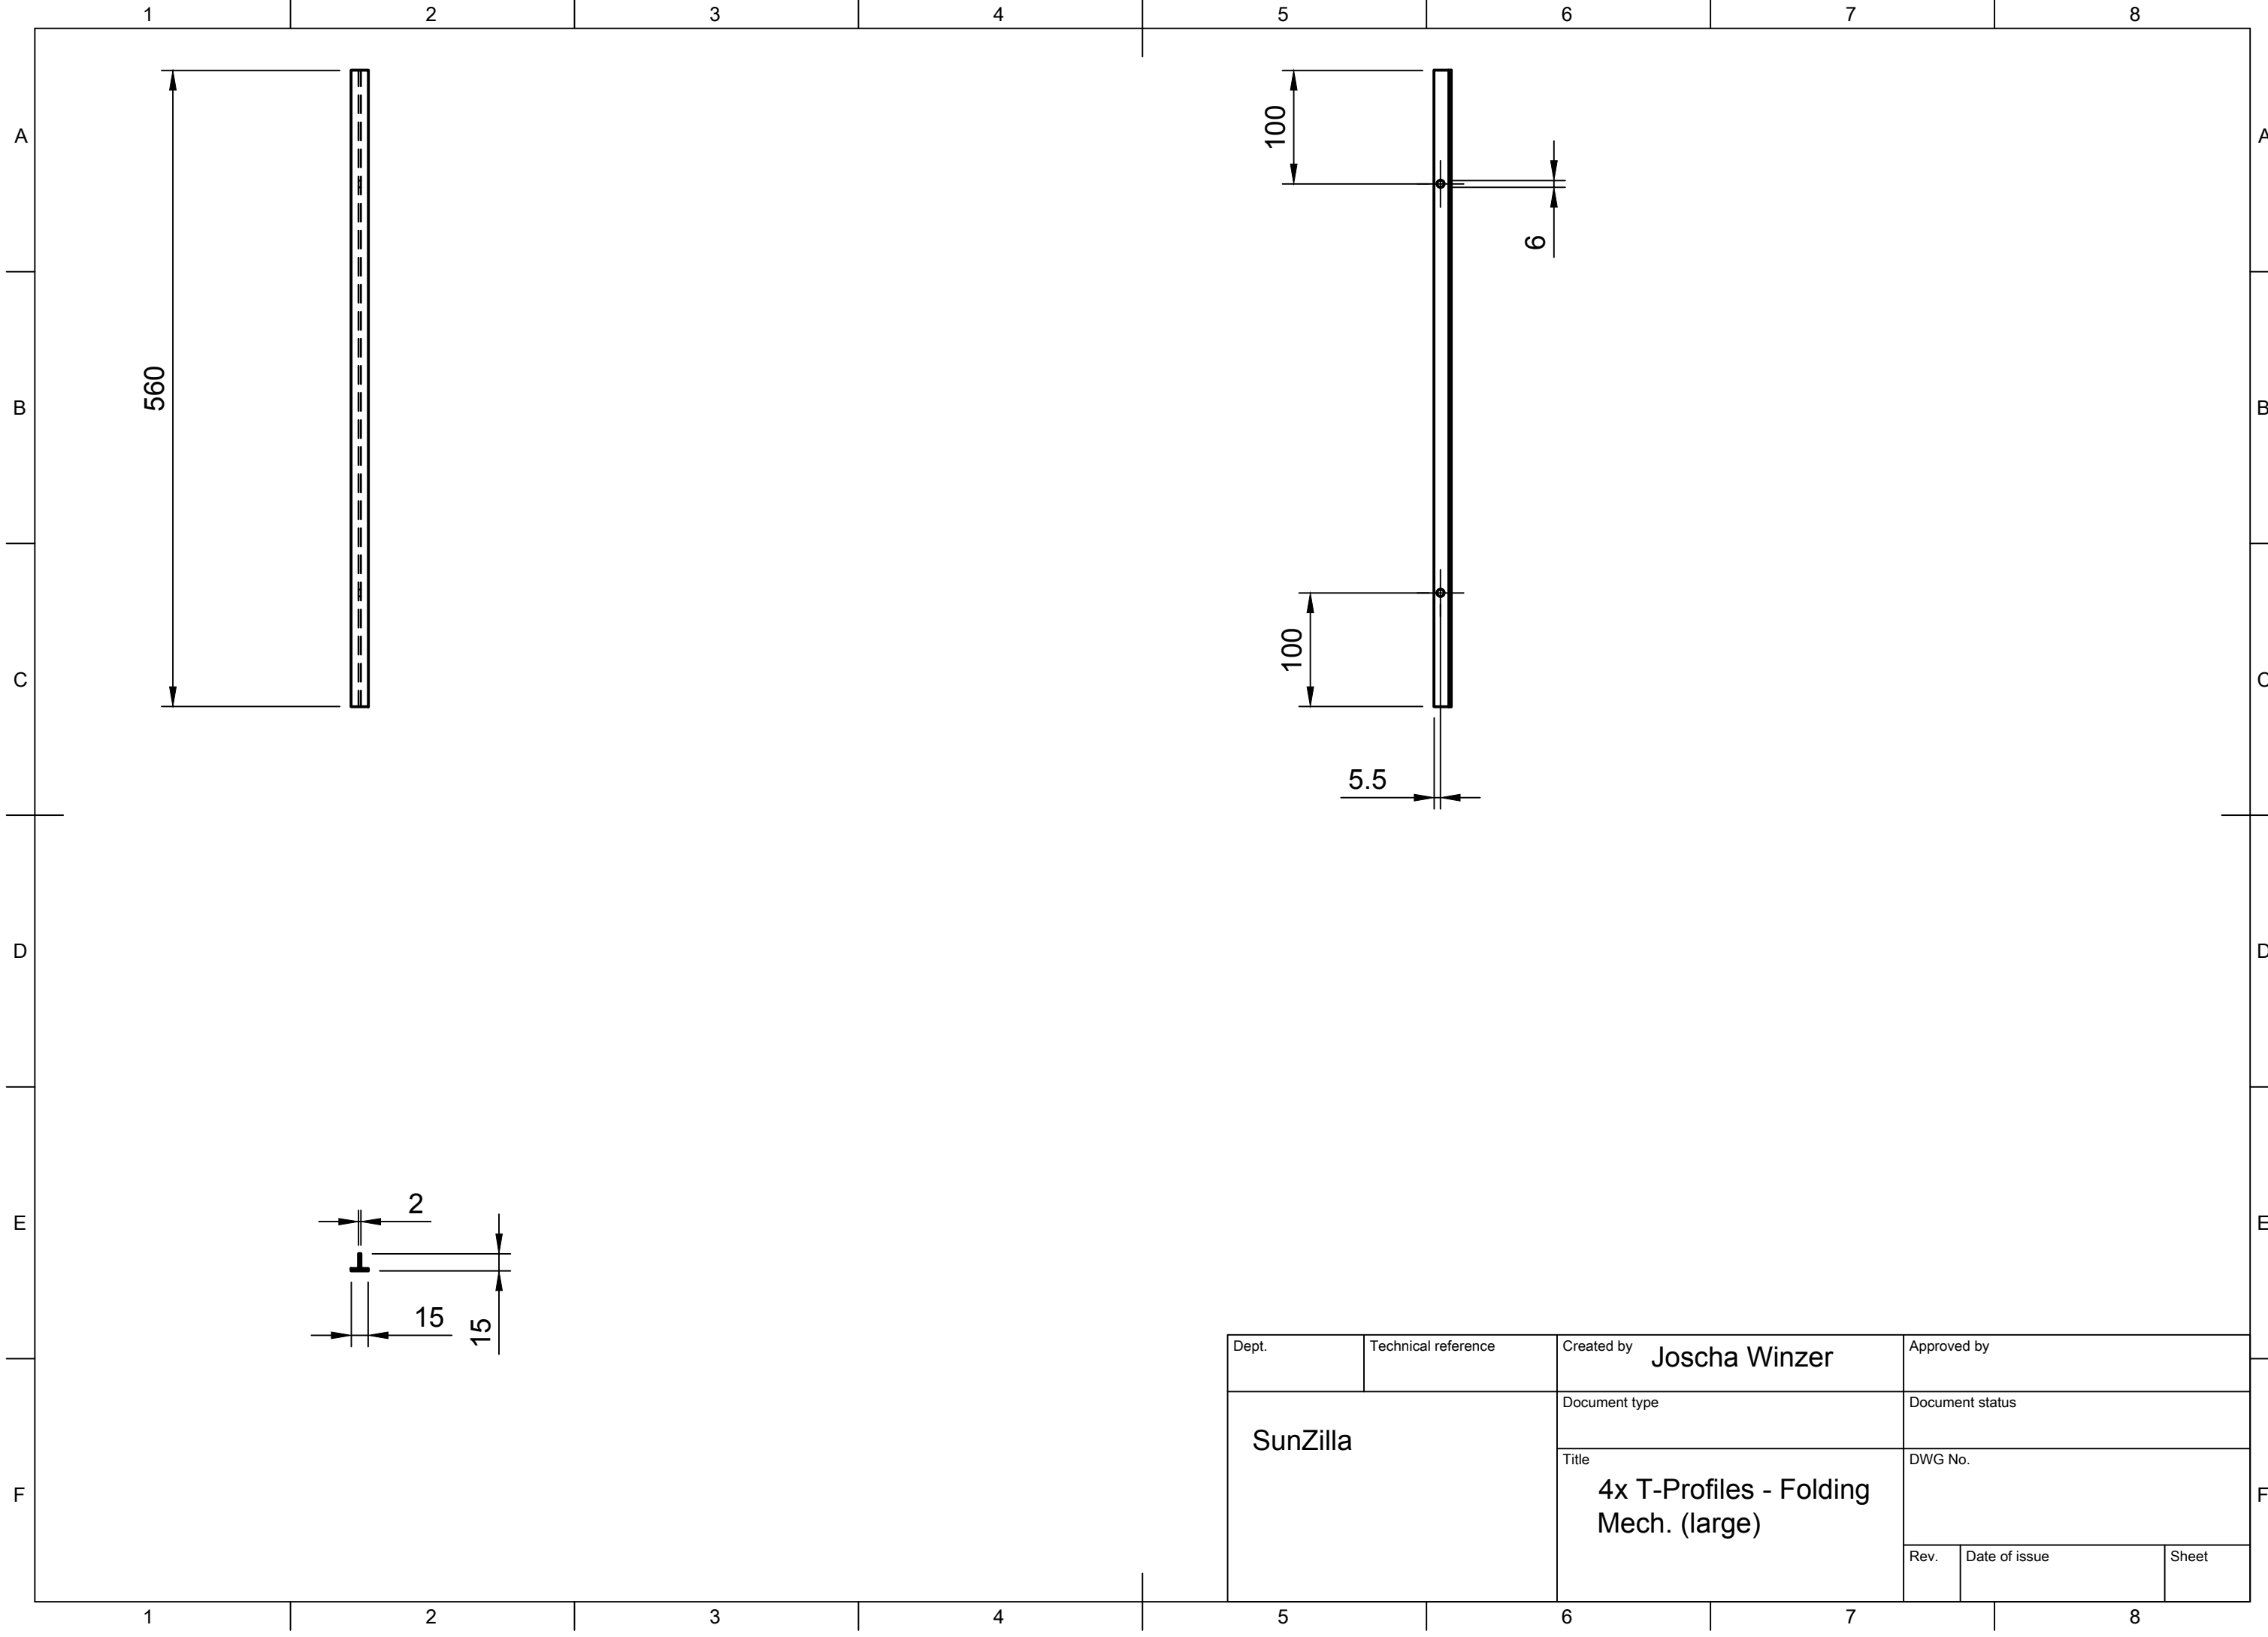 1 2 3 4 5 6 7 8
A A
100
6
B B
560
C C
100
5.5
D D
2
E E
15
15
Dept. Technical reference Created by Joscha Winzer Approved by
Document type Document status
SunZilla
Title DWG No.
4x T-Profiles - Folding
Mech. (large)
F F
Rev. Date of issue Sheet
1 2 3 4 5 6 7 8